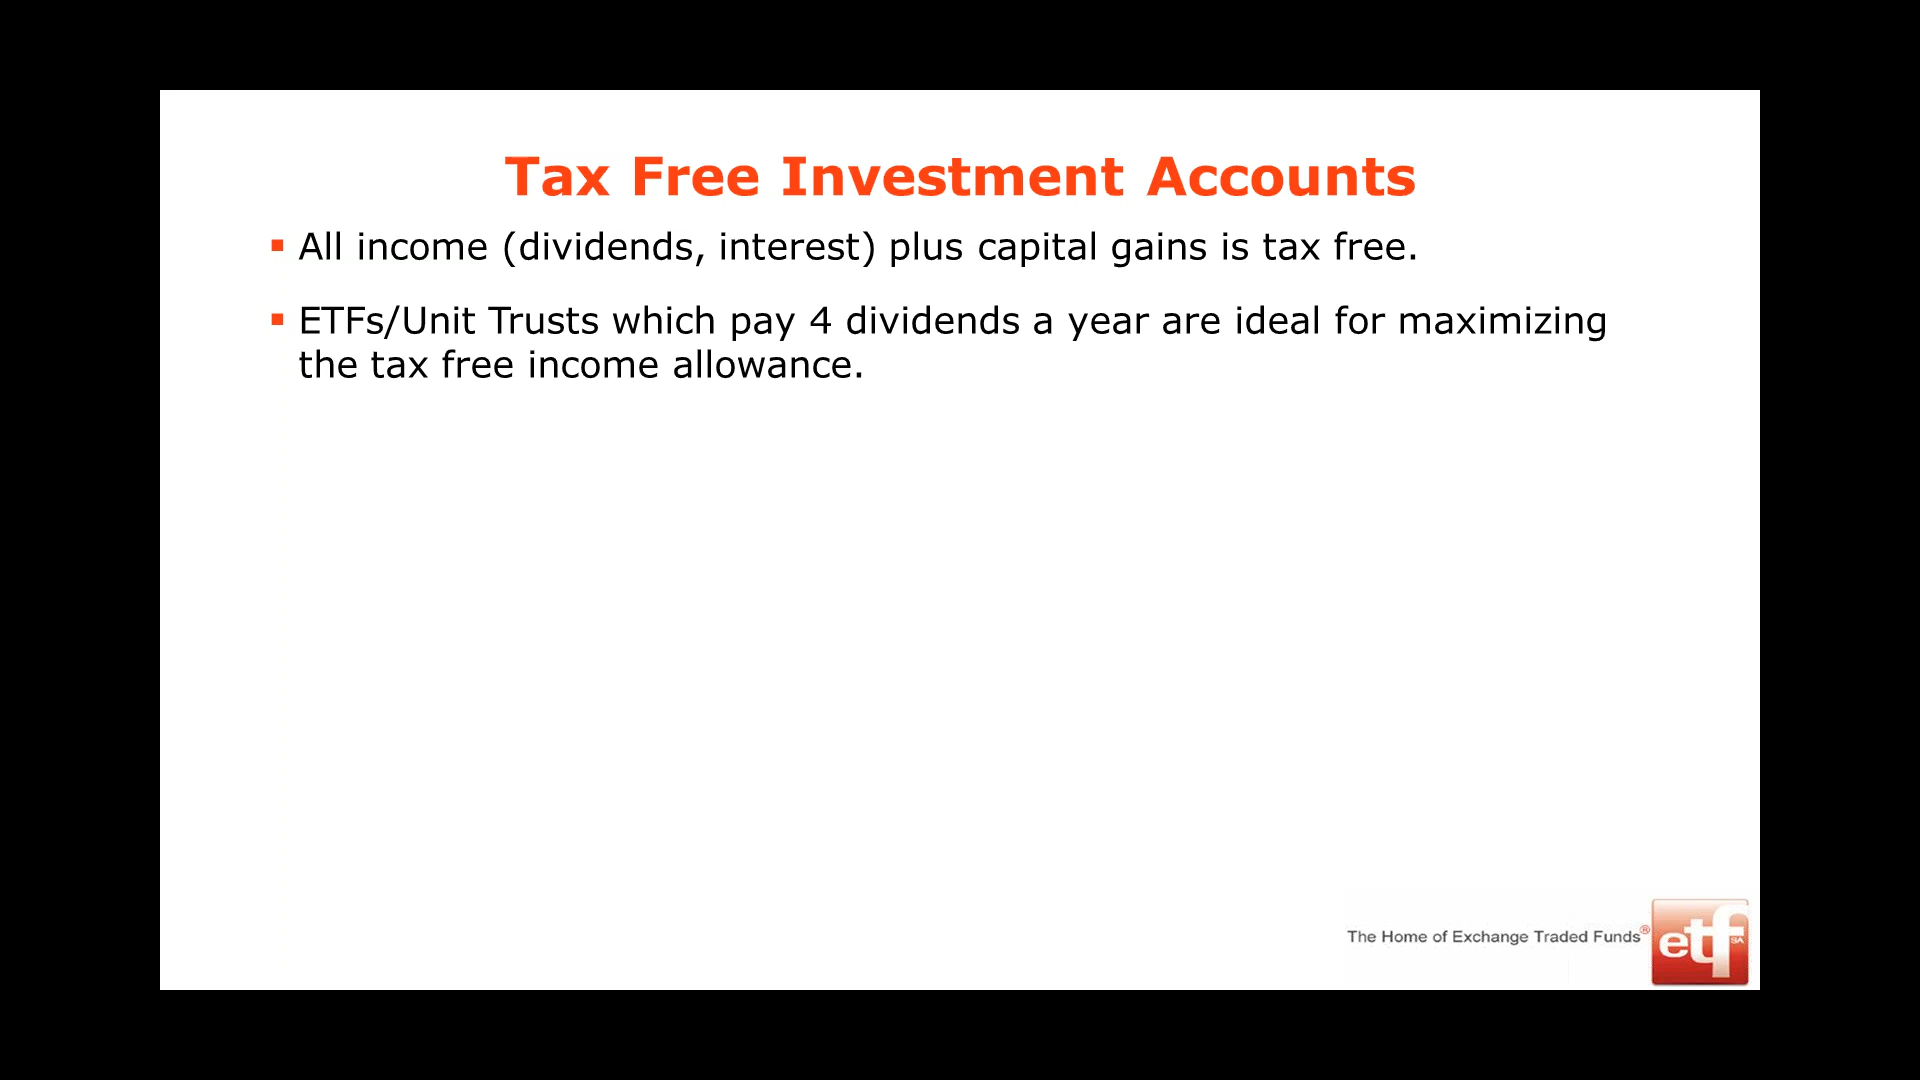 Tax Free Investment Accounts
▪ All income (dividends, interest) plus capital gains is tax free.
▪ ETFs/Unit Trusts which pay 4 dividends a year are ideal for maximizing
the tax free income allowance.
The Home of Exchange Traded Funds®
etf
SA